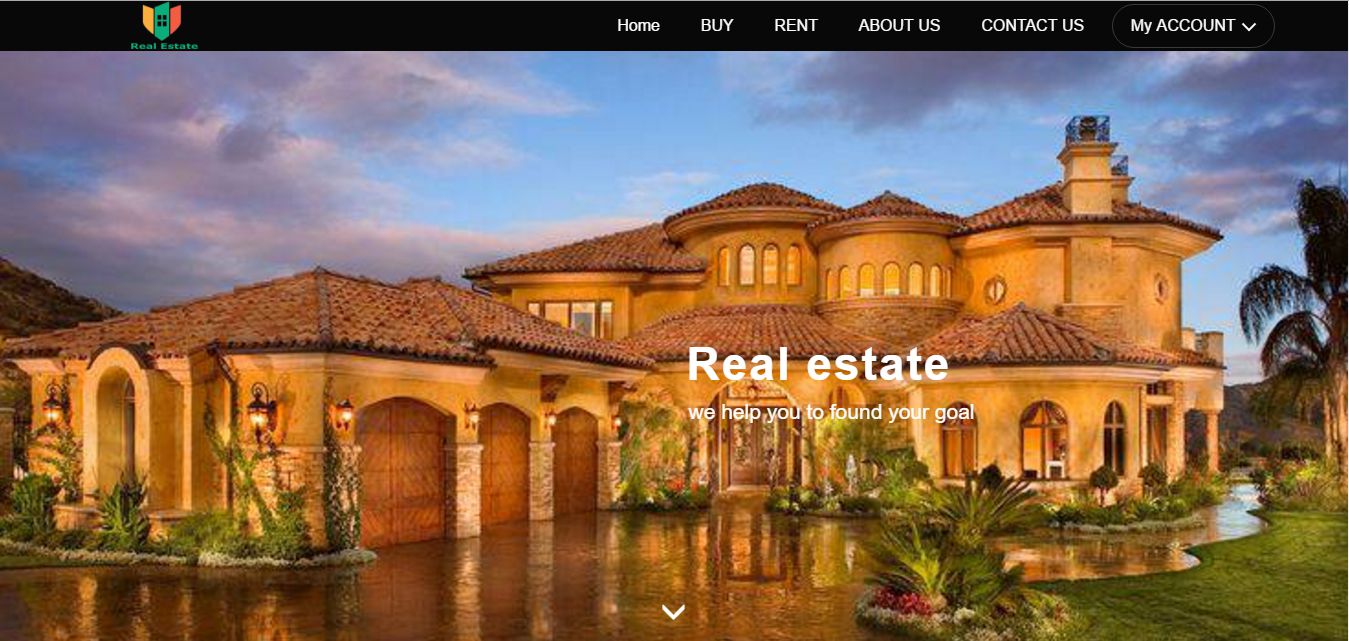 Real Estate
Home BUY RENT ABOUT US CONTACT US My ACCOUNT
Real estate
we help you to found your goal